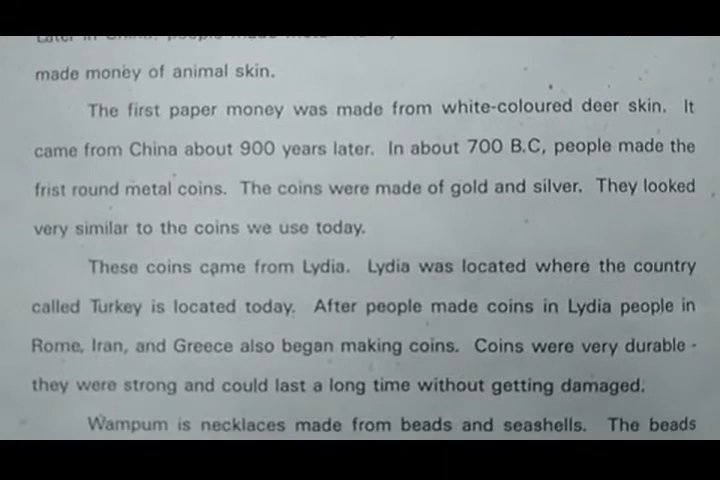 made money of animal skin.
The first paper money was made from white-coloured deer skin. It
came from China about 900 years later. In about 700 B.C, people made the
frist round metal coins. The coins were made of gold and silver. They looked
very similar to the coins we use today.
These coins came from Lydia. Lydia was located where the country
called Turkey is located today. After people made coins in Lydia people in
Rome, Iran, and Greece also began making coins. Coins were very durable -
they were strong and could last a long time without getting damaged.
Wampum is necklaces made from beads and seashells. The beads